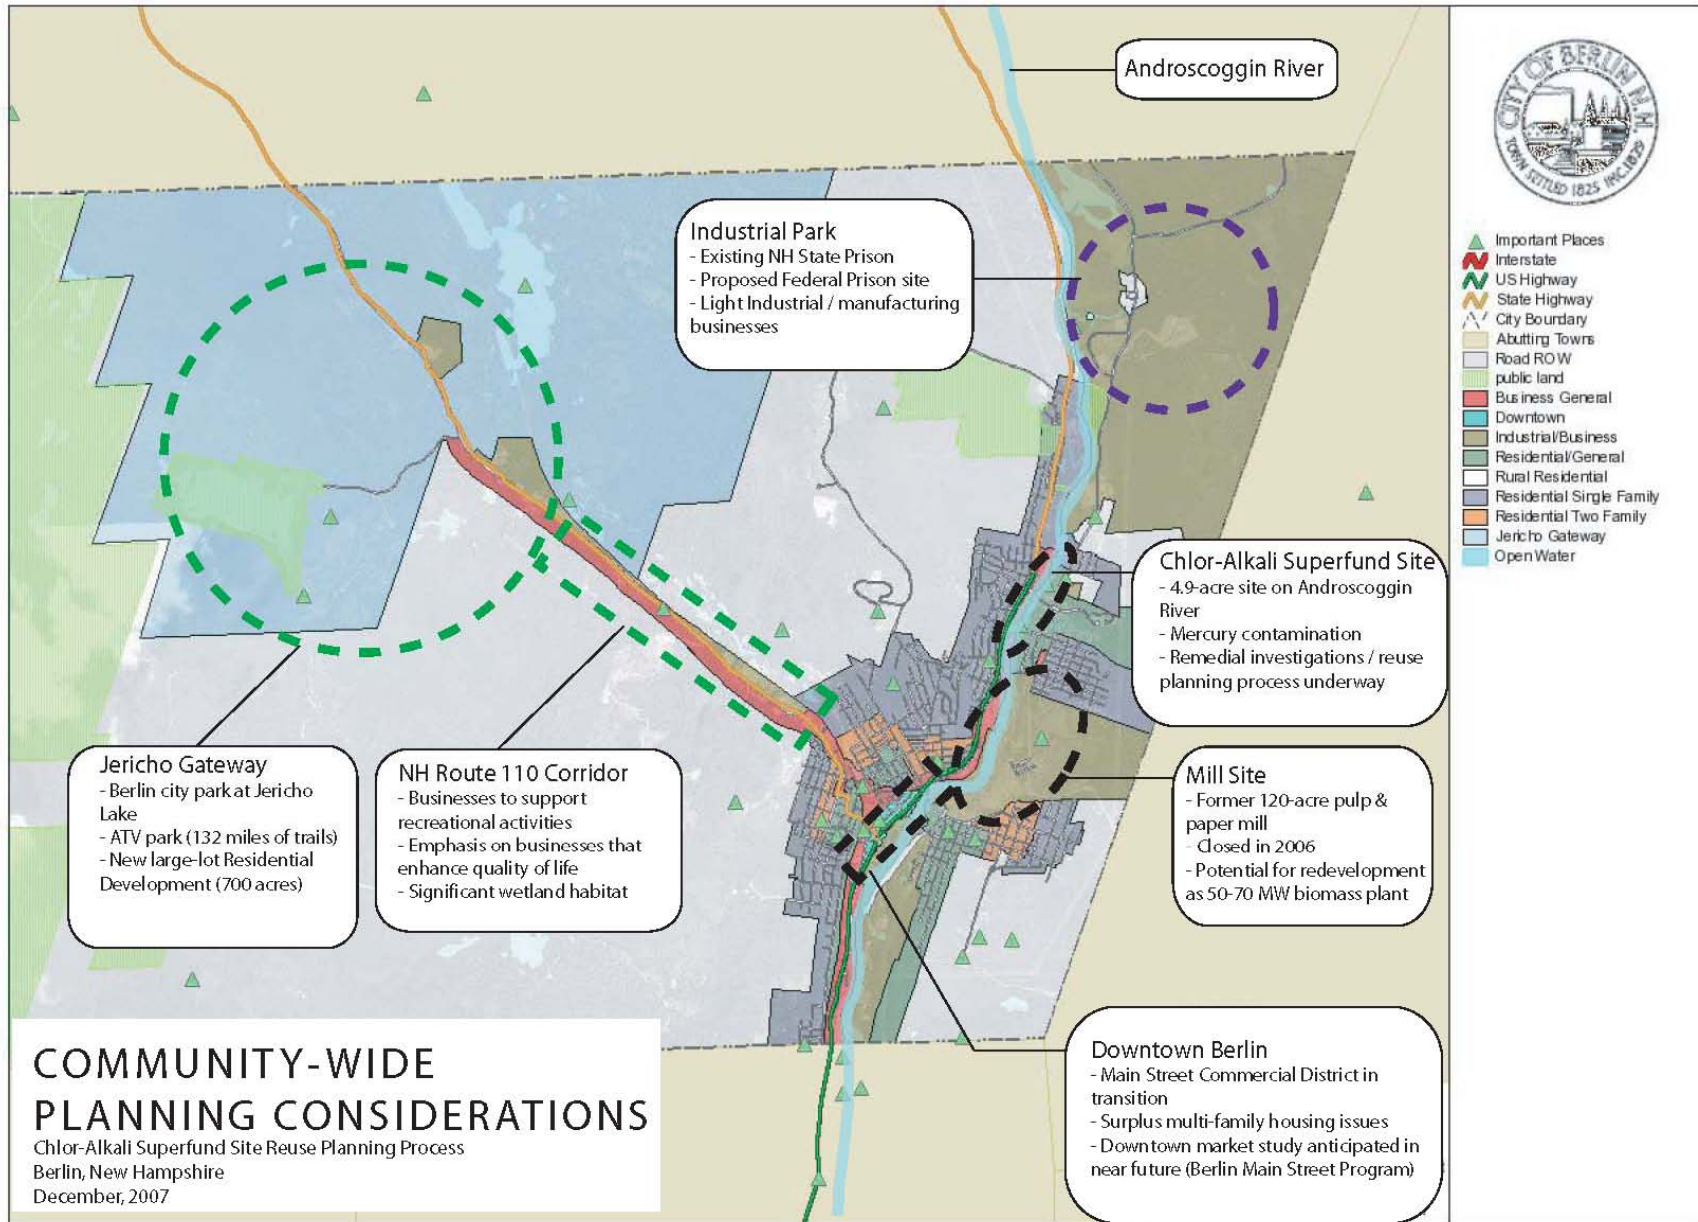 Androscoggin River
CITY OF BERLIN N.H.
TOWN SETTLED 1825 INC. 1829
Industrial Park
- Existing NH State Prison
- Proposed Federal Prison site
- Light Industrial / manufacturing
businesses
Important Places
Interstate
US Highway
State Highway
City Boundary
Abutting Towns
Road ROW
public land
Business General
Downtown
Industrial/Business
Residential/General
Rural Residential
Residential Single Family
Residential Two Family
Jericho Gateway
Open Water
Chlor-Alkali Superfund Site
- 4.9-acre site on Androscoggin
River
- Mercury contamination
- Remedial investigations / reuse
planning process underway
Jericho Gateway
- Berlin city park at Jericho
Lake
- ATV park (132 miles of trails)
- New large-lot Residential
Development (700 acres)
NH Route 110 Corridor
- Businesses to support
recreational activities
- Emphasis on businesses that
enhance quality of life
- Significant wetland habitat
Mill Site
- Former 120-acre pulp &
paper mill
- Closed in 2006
- Potential for redevelopment
as 50-70 MW biomass plant
Downtown Berlin
- Main Street Commercial District in
transition
- Surplus multi-family housing issues
- Downtown market study anticipated in
near future (Berlin Main Street Program)
COMMUNITY-WIDE
PLANNING CONSIDERATIONS
Chlor-Alkali Superfund Site Reuse Planning Process
Berlin, New Hampshire
December, 2007